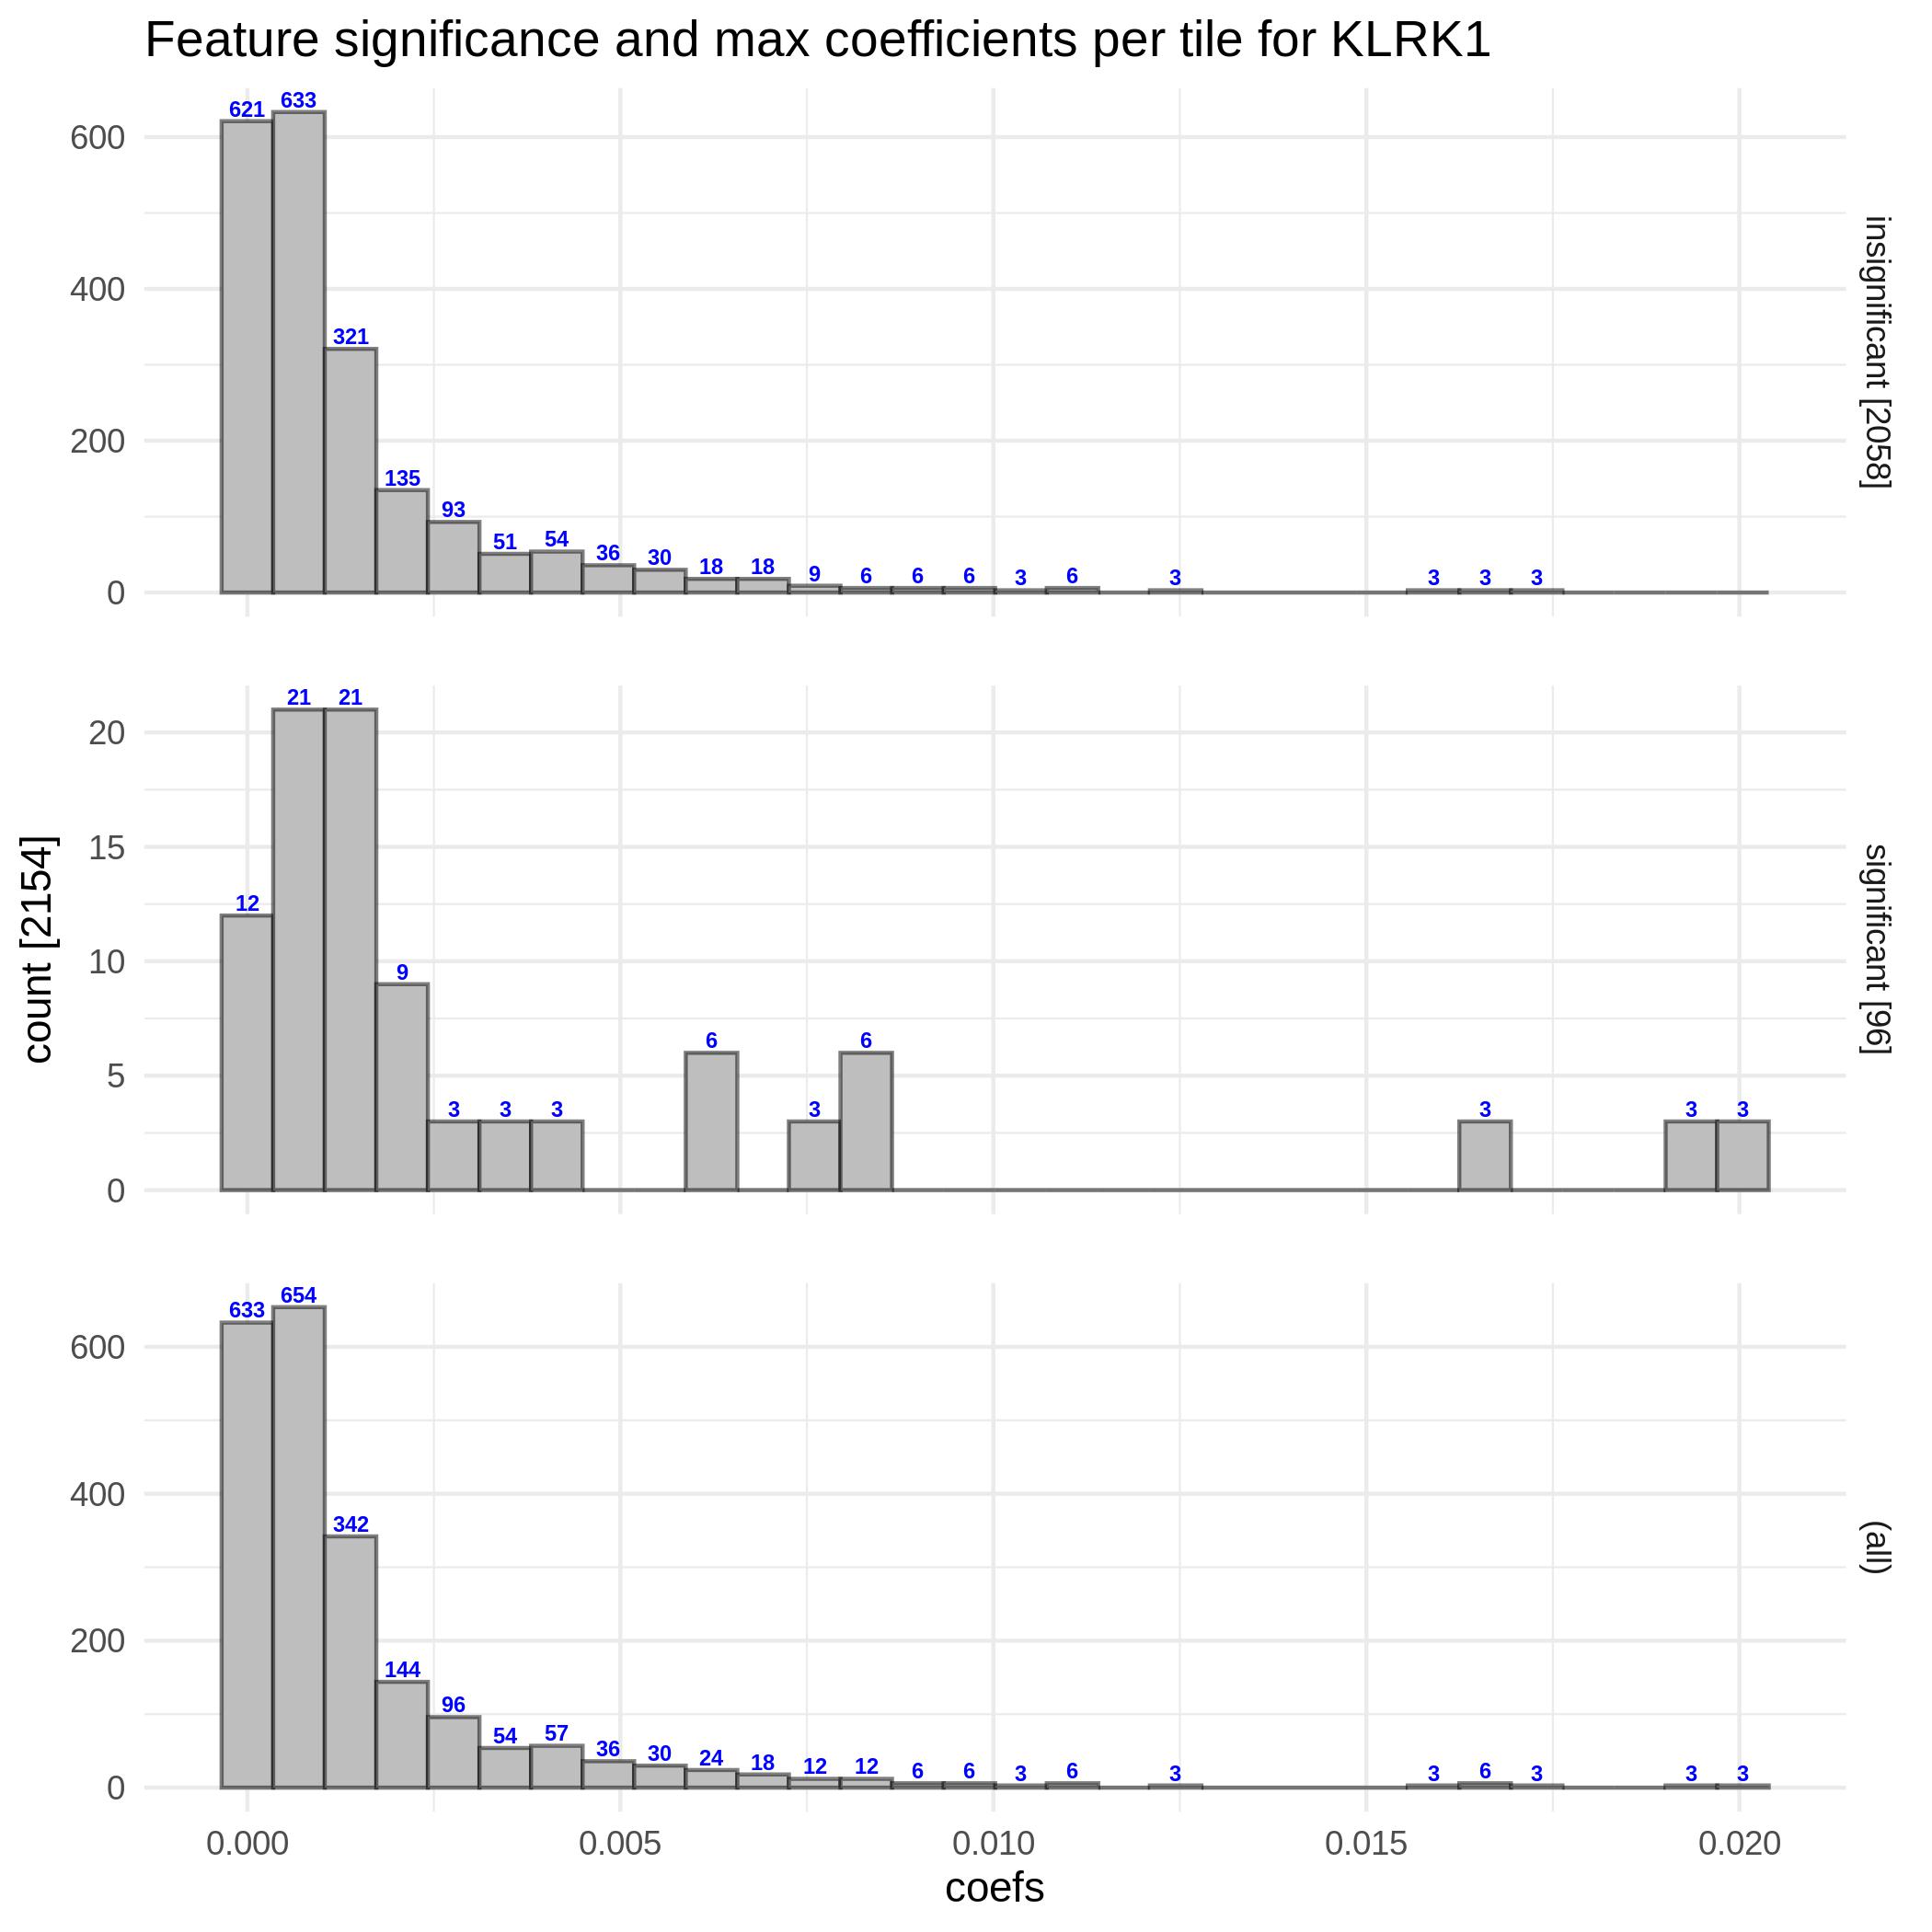 Feature significance and max coefficients per tile for KLRK1
621 633 321 135 93 51 54 36 30 18 18 9 6 6 6 3 6 3 3 3 3
600
400
200
0
insignificant [2058]
12 21 21 9 3 3 3 6 3 6 3 3 3
20
15
10
5
0
significant [96]
count [2154]
633 654 342 144 96 54 57 36 30 24 18 12 12 6 6 3 6 3 3 6 3 3 3
600
400
200
0
(all)
0.000 0.005 0.010 0.015 0.020
coefs